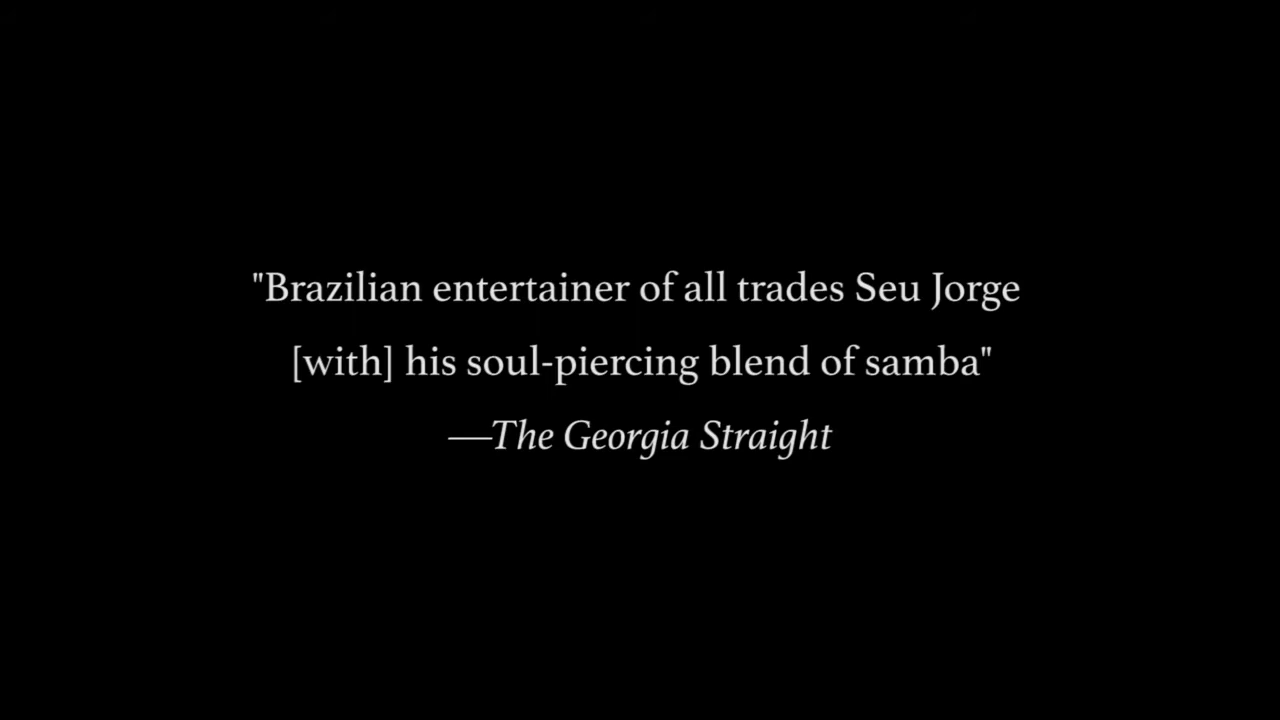 "Brazilian entertainer of all trades Seu Jorge
[with] his soul-piercing blend of samba"
—The Georgia Straight